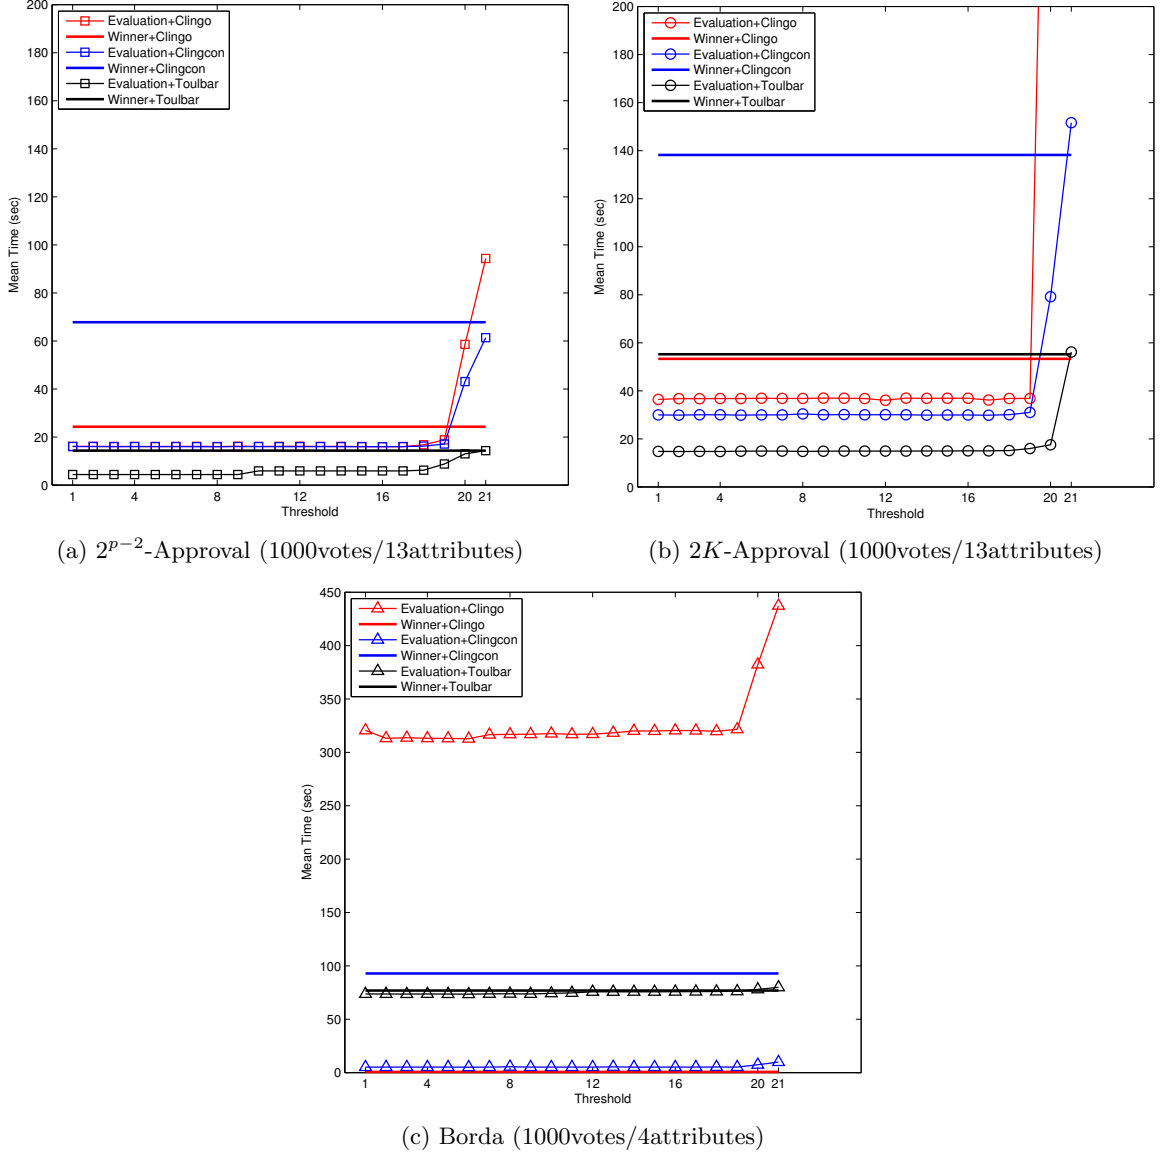 200
180
160
140
120
100
80
60
40
20
0
Mean Time (sec)
Evaluation+Clingo
Winner+Clingo
Evaluation+Clingcon
Winner+Clingcon
Evaluation+Toulbar
Winner+Toulbar
1 4 8 12 16 20 21
Threshold
(a) 2^{p−2}-Approval (1000votes/13attributes)
200
180
160
140
120
100
80
60
40
20
0
Mean Time (sec)
Evaluation+Clingo
Winner+Clingo
Evaluation+Clingcon
Winner+Clingcon
Evaluation+Toulbar
Winner+Toulbar
1 4 8 12 16 20 21
Threshold
(b) 2K-Approval (1000votes/13attributes)
450
400
350
300
250
200
150
100
50
0
Mean Time (sec)
Evaluation+Clingo
Winner+Clingo
Evaluation+Clingcon
Winner+Clingcon
Evaluation+Toulbar
Winner+Toulbar
1 4 8 12 16 20 21
Threshold
(c) Borda (1000votes/4attributes)